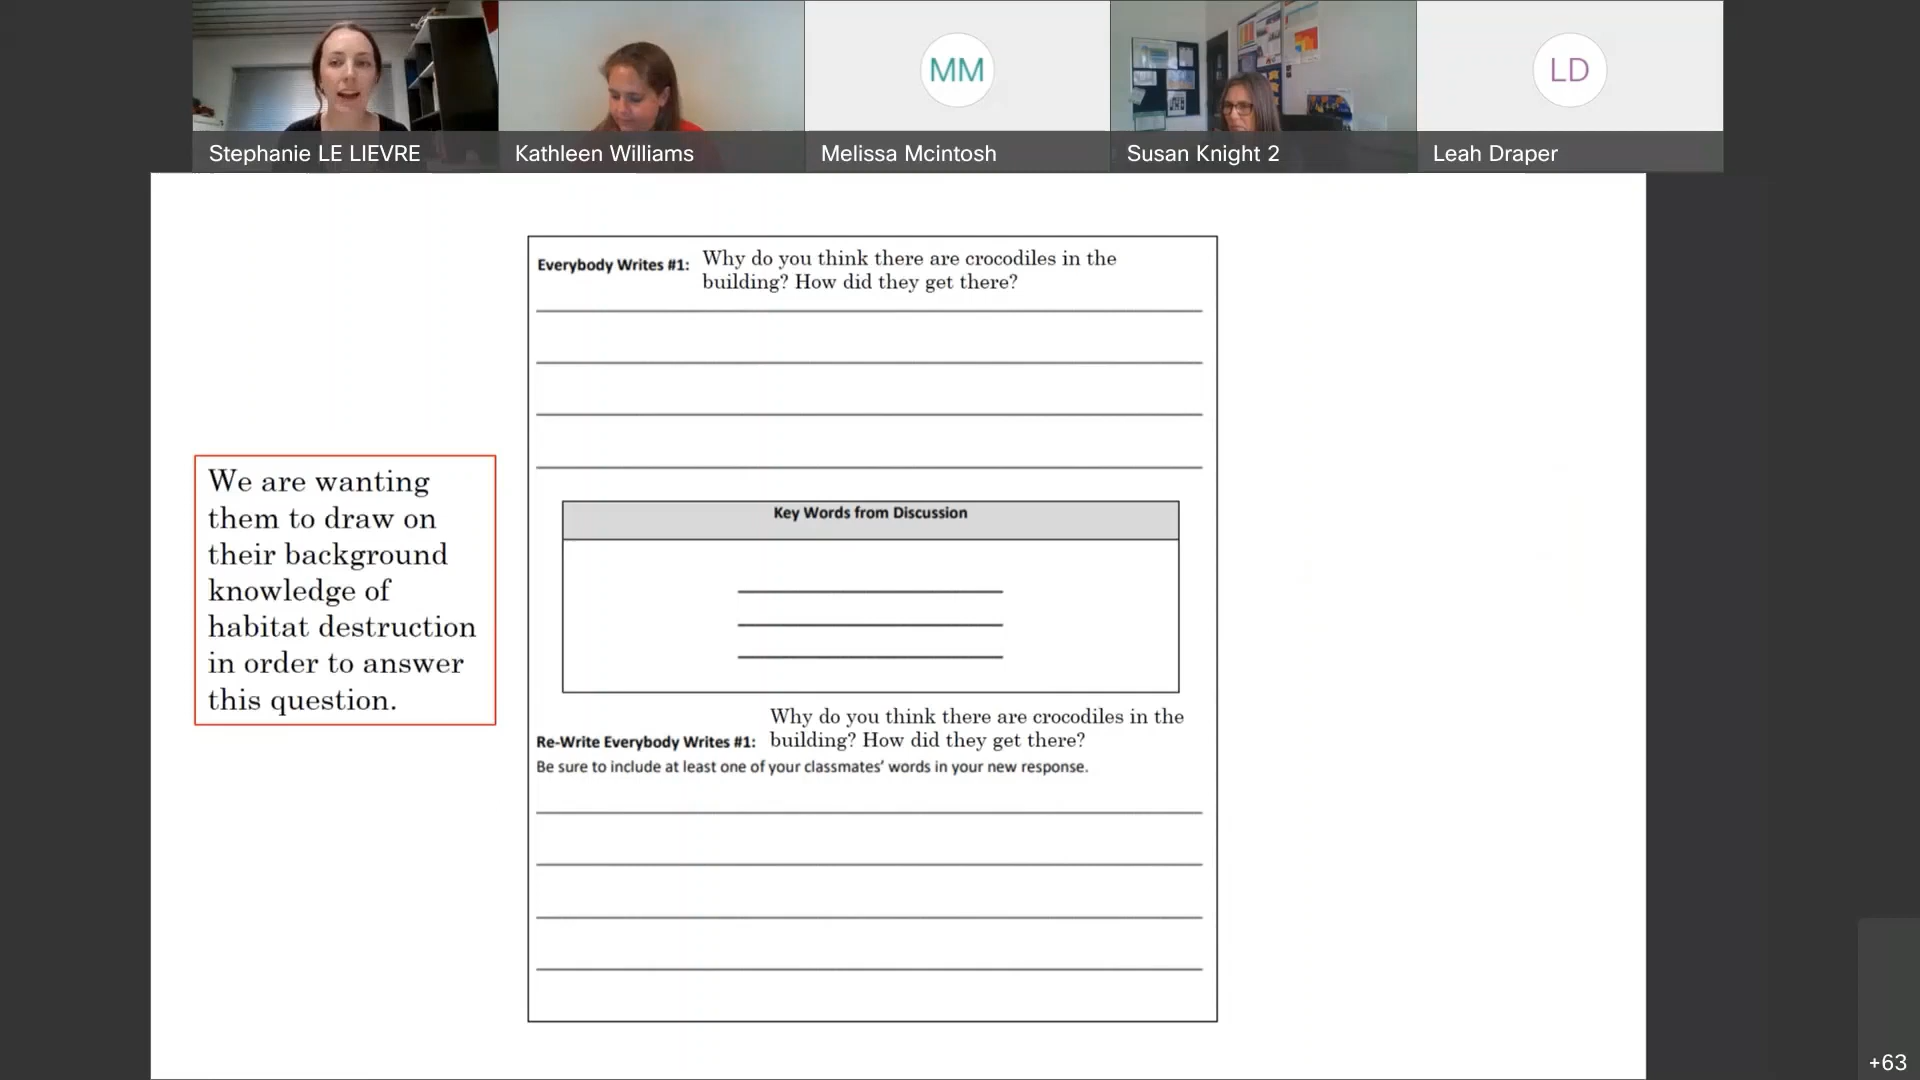 MM
LD
Stephanie LE LIEVRE
Kathleen Williams
Melissa Mcintosh
Susan Knight 2
Leah Draper
Everybody Writes #1: Why do you think there are crocodiles in the
building? How did they get there?
We are wanting
them to draw on
their background
knowledge of
habitat destruction
in order to answer
this question.
Key Words from Discussion
Why do you think there are crocodiles in the
Re-Write Everybody Writes #1: building? How did they get there?
Be sure to include at least one of your classmates’ words in your new response.
+63